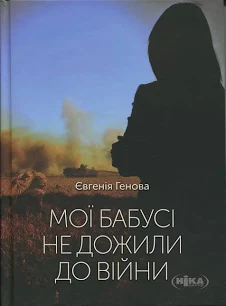 Євгенія Генова
МОЇ БАБУСІ
НЕ ДОЖИЛИ
ДО ВІЙНИ
НІКА